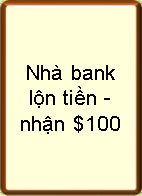 Nhà bank
lộn tiền -
nhận $100